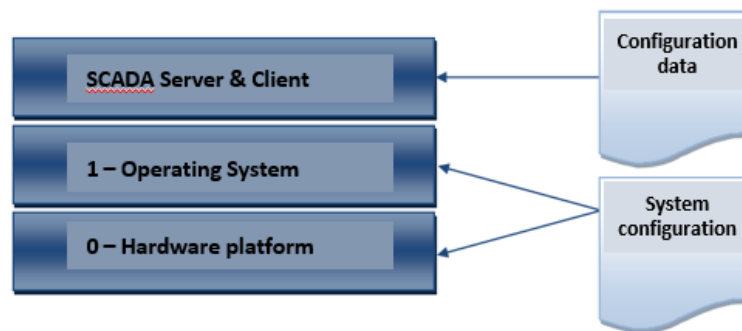 SCADA Server & Client
1 – Operating System
0 – Hardware platform
Configuration
data
System
configuration